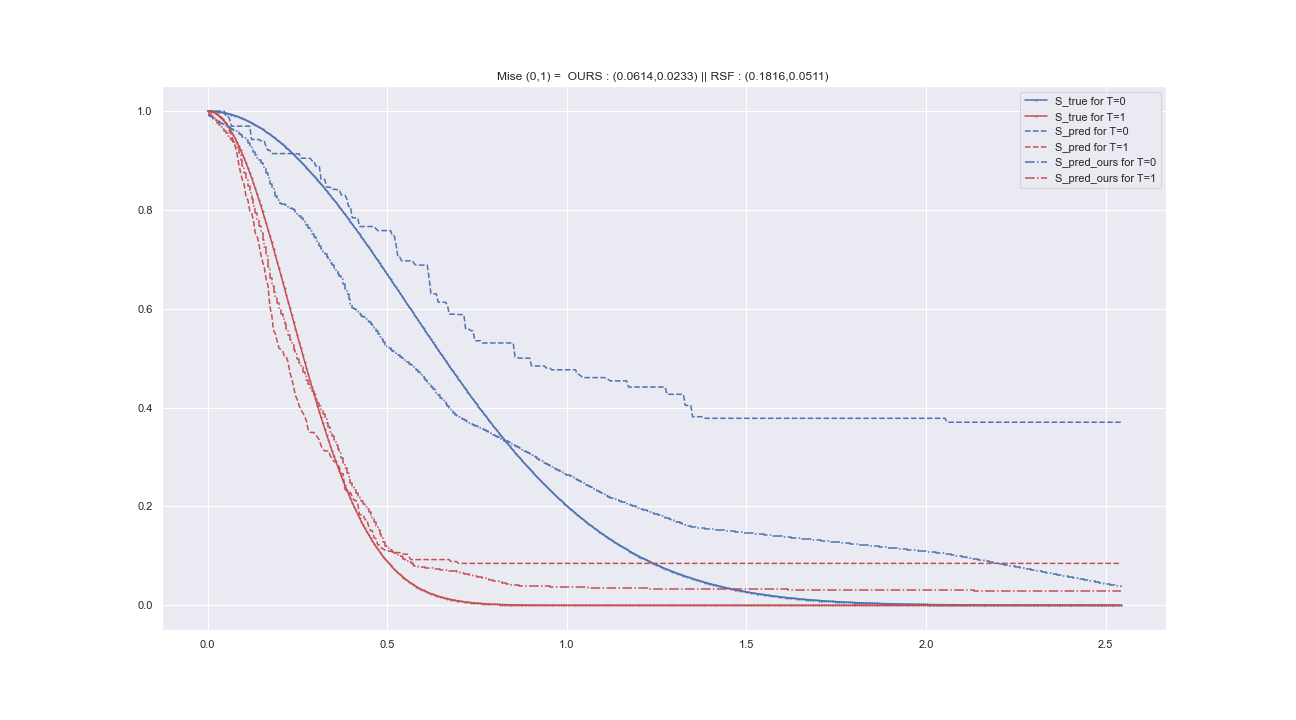 Mise (0,1) = OURS : (0.0614,0.0233) || RSF : (0.1816,0.0511)
S_true for T=0
S_true for T=1
S_pred for T=0
S_pred for T=1
S_pred_ours for T=0
S_pred_ours for T=1
1.0
0.8
0.6
0.4
0.2
0.0
0.0 0.5 1.0 1.5 2.0 2.5